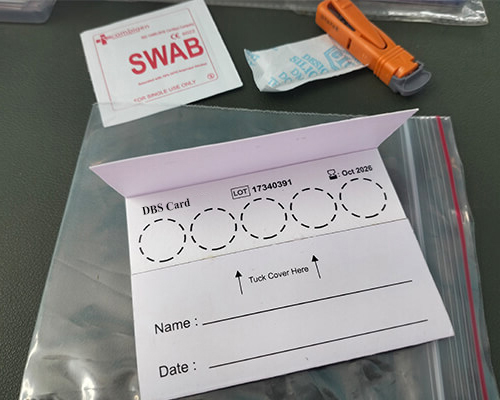 SWAB
FOR SINGLE USE ONLY
DBS Card
LOT 17340391
: Oct 2026
Tuck Cover Here
Name :
Date :